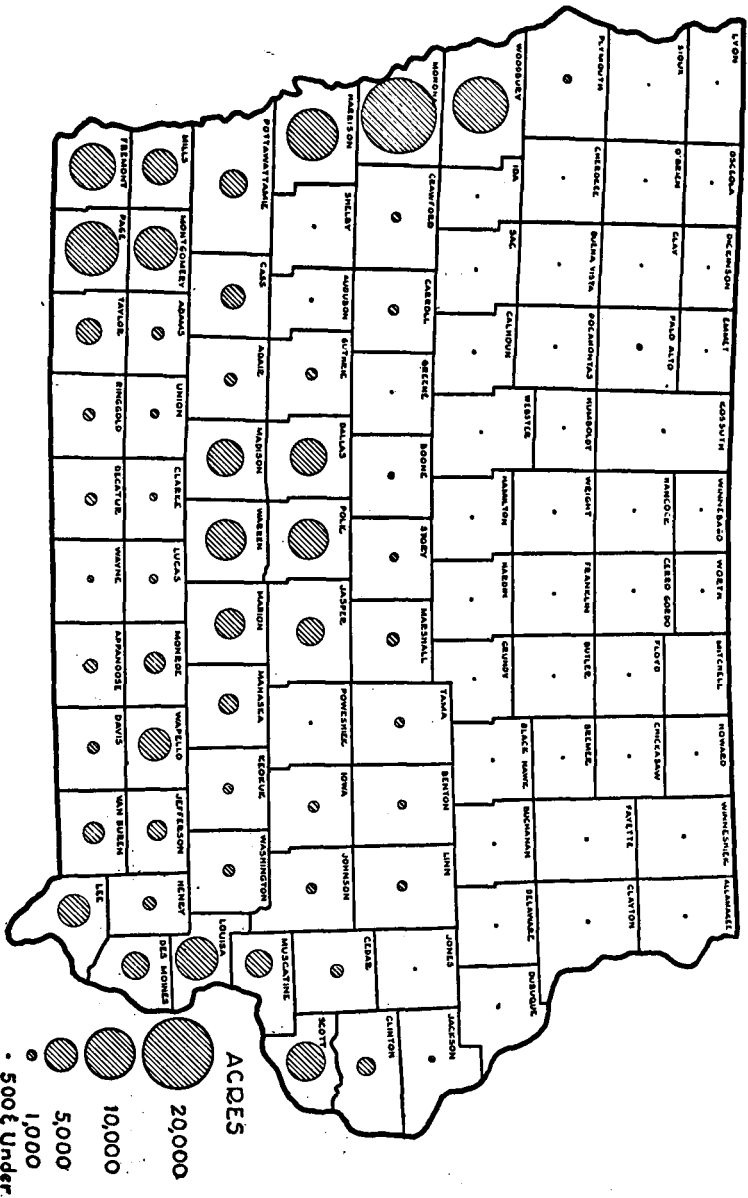 LYON
OSCEOLA
DICKINSON
EMMET
KOSSUTH
WINNEBAGO
WORTH
MITCHELL
HOWARD
WINNESHIEK
ALLAMAKEE
SIOUX
O'BRIEN
CLAY
PALO ALTO
HANCOCK
CERRO GORDO
FLOYD
CHICKASAW
FAYETTE
CLAYTON
PLYMOUTH
CHEROKEE
BUENA VISTA
POCAHONTAS
HUMBOLDT
WRIGHT
FRANKLIN
BUTLER
BREMER
WOODBURY
IDA
SAC
CALHOUN
WEBSTER
HAMILTON
HARDIN
GRUNDY
BLACK HAWK
BUCHANAN
DELAWARE
DUBUQUE
MONONA
CRAWFORD
CARROLL
GREENE
BOONE
STORY
MARSHALL
TAMA
BENTON
LINN
JONES
JACKSON
HARRISON
SHELBY
AUDUBON
GUTHRIE
DALLAS
POLK
JASPER
POWESHIEK
IOWA
JOHNSON
CEDAR
CLINTON
POTTAWATTAMIE
CASS
ADAIR
MADISON
WARREN
MARION
MAHASKA
KEOKUK
WASHINGTON
LOUISA
MUSCATINE
SCOTT
MILLS
MONTGOMERY
ADAMS
UNION
CLARKE
LUCAS
MONROE
WAPELLO
JEFFERSON
HENRY
DES MOINES
FREMONT
PAGE
TAYLOR
RINGGOLD
DECATUR
WAYNE
APPANOOSE
DAVIS
VAN BUREN
LEE
ACRES
20,000
10,000
5,000
1,000
500 & Under.